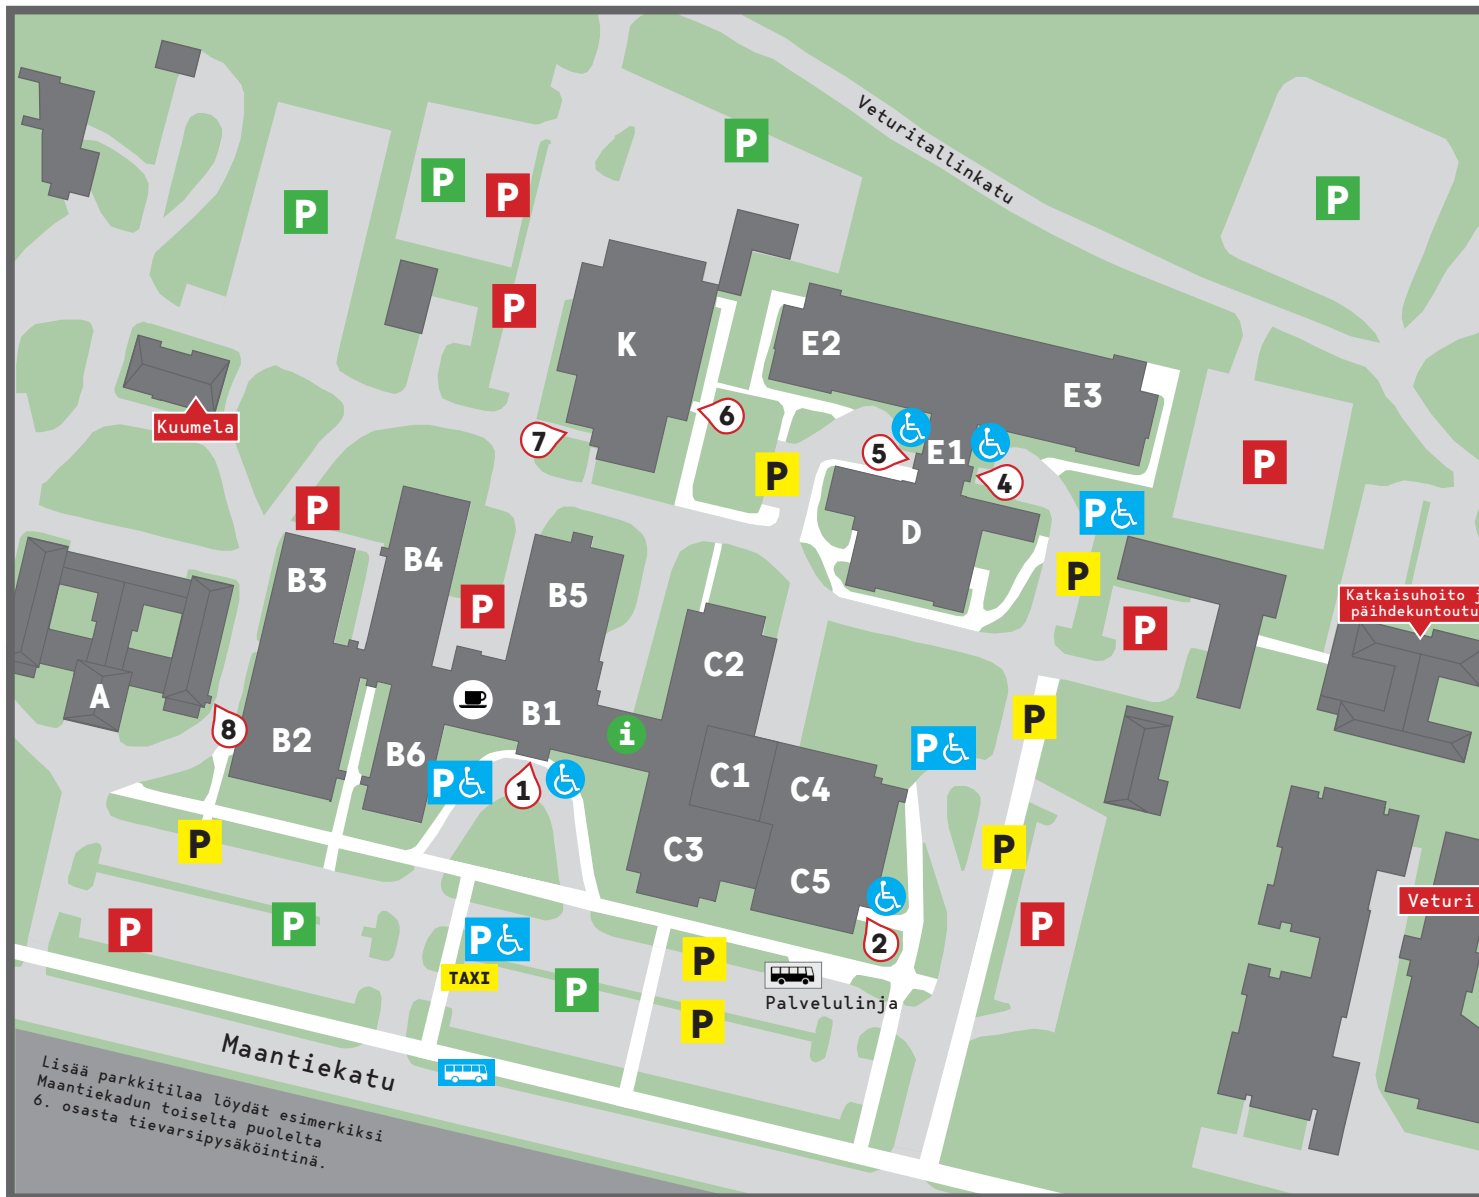 Veturitallinkatu
P
P
P
P
P
P
K
E2
E3
Kuumela
6
7
5
E1
P
4
P
P
P
D
B4
B3
B5
P
P
P
Katkaisuhoito
päihdekuntoutu
A
C2
8
B1
i
B2
B6
P
1
P
P
C1
C4
P
P
C3
C5
P
P
P
2
P
P
TAXI
P
P
P
Palvelulinja
Veturi
Maantiekatu
Lisää parkkitilaa löydät esimerkiksi
Maantiekadun toiselta puolelta
6. osasta tievarsipysäköintinä.